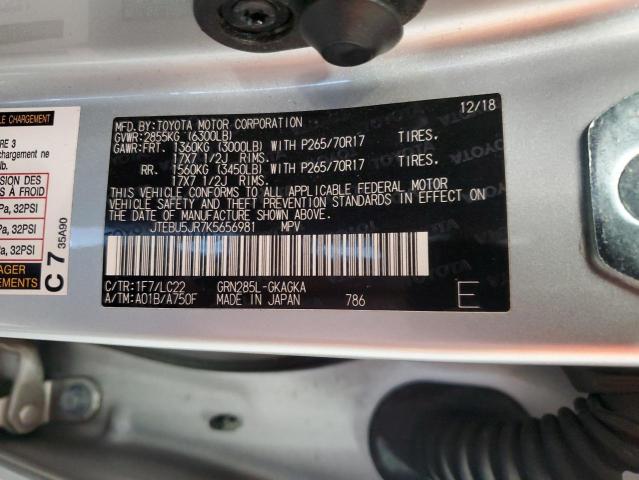 E CHARGEMENT
RE 3
chargement ne
lb.
SION DES
S À FROID
Pa, 32PSI
Pa, 32PSI
AGER
EMENTS
C 7 35A90
12/18
MFD. BY:TOYOTA MOTOR CORPORATION
GVWR:2855KG (6300LB)
GAWR:FRT. 1360KG (3000LB) WITH P265/70R17 TIRES.
17X7 1/2J RIMS.
RR. 1560KG (3450LB) WITH P265/70R17 TIRES.
17X7 1/2J RIMS.
THIS VEHICLE CONFORMS TO ALL APPLICABLE FEDERAL MOTOR
VEHICLE SAFETY AND THEFT PREVENTION STANDARDS IN EFFECT ON
THE DATE OF MANUFACTURE SHOWN ABOVE.
JTEBU5JR7K5656981 MPV
C/TR:1F7/LC22 GRN285L-GKAGKA
A/TM:A01B/A750F MADE IN JAPAN 786
E